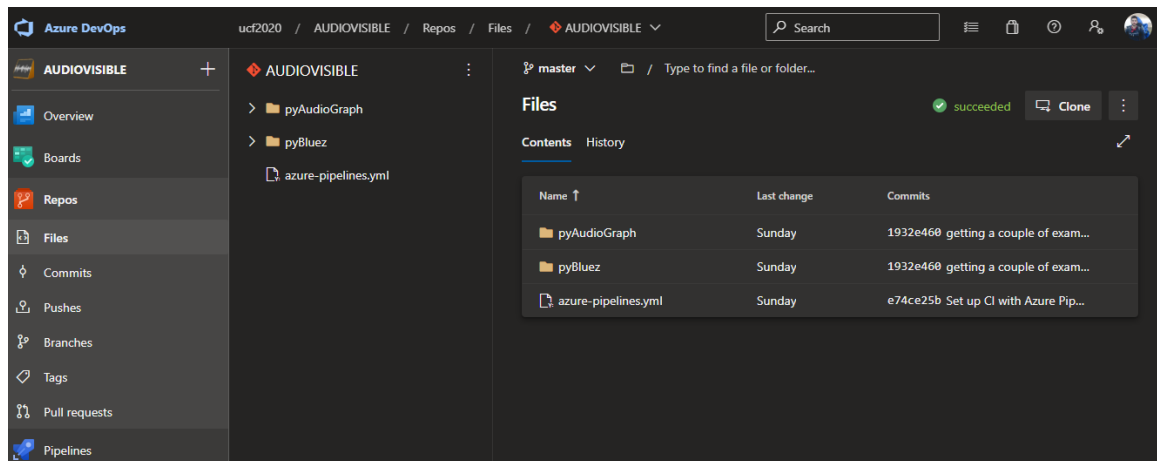 Azure DevOps
ucf2020 / AUDIOVISIBLE / Repos / Files / AUDIOVISIBLE
Search
AUDIOVISIBLE
Overview
Boards
Repos
Files
Commits
Pushes
Branches
Tags
Pull requests
Pipelines
AUDIOVISIBLE
pyAudioGraph
pyBluez
azure-pipelines.yml
master / Type to find a file or folder...
Files
succeeded Clone
Contents History
Name ↑ Last change Commits
pyAudioGraph Sunday 1932e460 getting a couple of exam...
pyBluez Sunday 1932e460 getting a couple of exam...
azure-pipelines.yml Sunday e74ce25b Set up CI with Azure Pip...